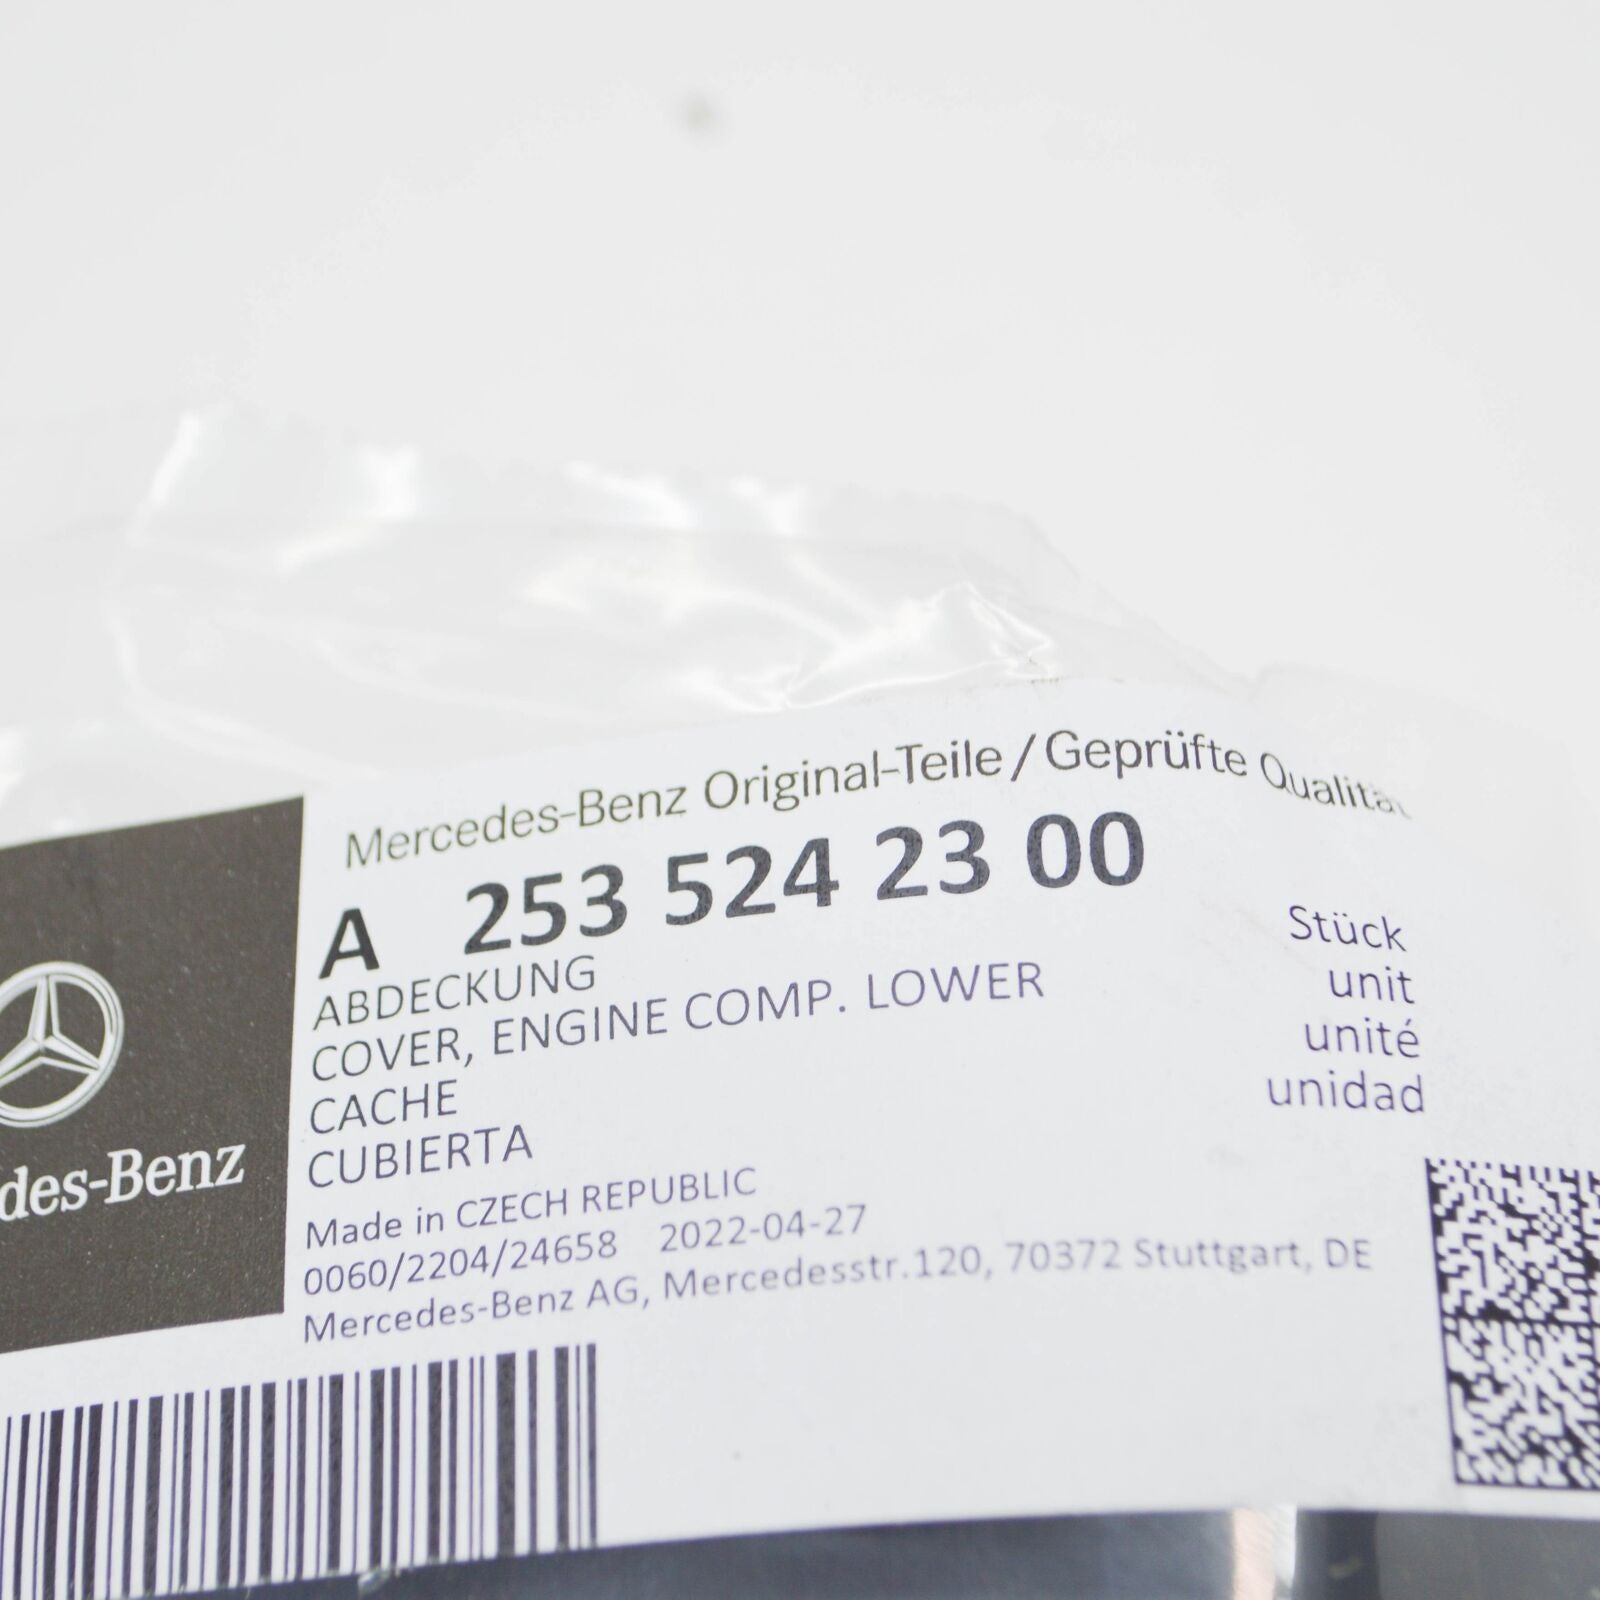 Mercedes-Benz Original-Teile / Geprüfte Qualität
A 253 524 23 00
ABDECKUNG
COVER, ENGINE COMP. LOWER
CACHE
CUBIERTA
Stück
unit
unité
unidad
Made in CZECH REPUBLIC
0060/2204/24658 2022-04-27
Mercedes-Benz AG, Mercedesstr.120, 70372 Stuttgart, DE
des-Benz